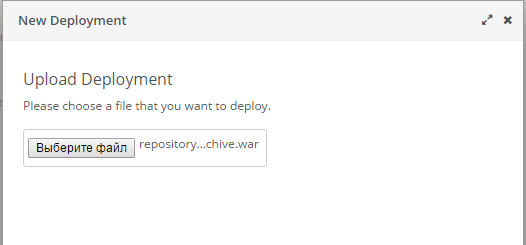 New Deployment
Upload Deployment
Please choose a file that you want to deploy.
Выберите файл repository...chive.war